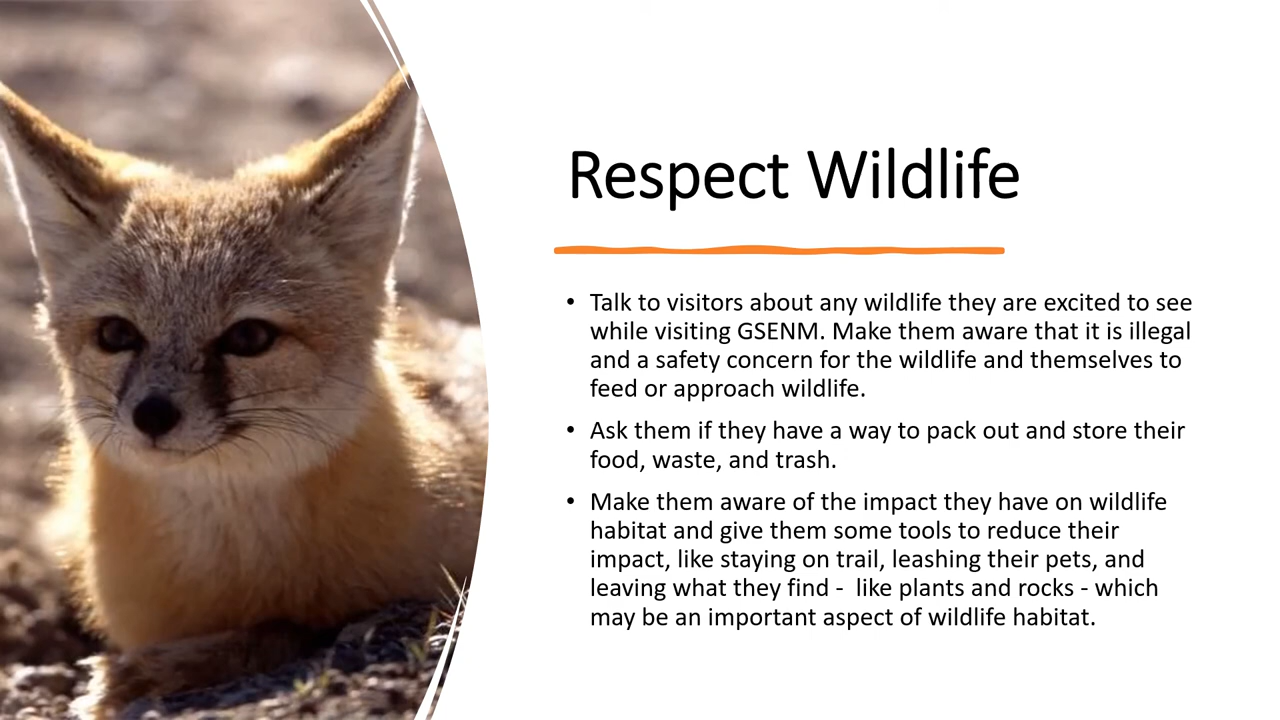 Respect Wildlife
• Talk to visitors about any wildlife they are excited to see
while visiting GSENM. Make them aware that it is illegal
and a safety concern for the wildlife and themselves to
feed or approach wildlife.
• Ask them if they have a way to pack out and store their
food, waste, and trash.
• Make them aware of the impact they have on wildlife
habitat and give them some tools to reduce their
impact, like staying on trail, leashing their pets, and
leaving what they find -  like plants and rocks - which
may be an important aspect of wildlife habitat.